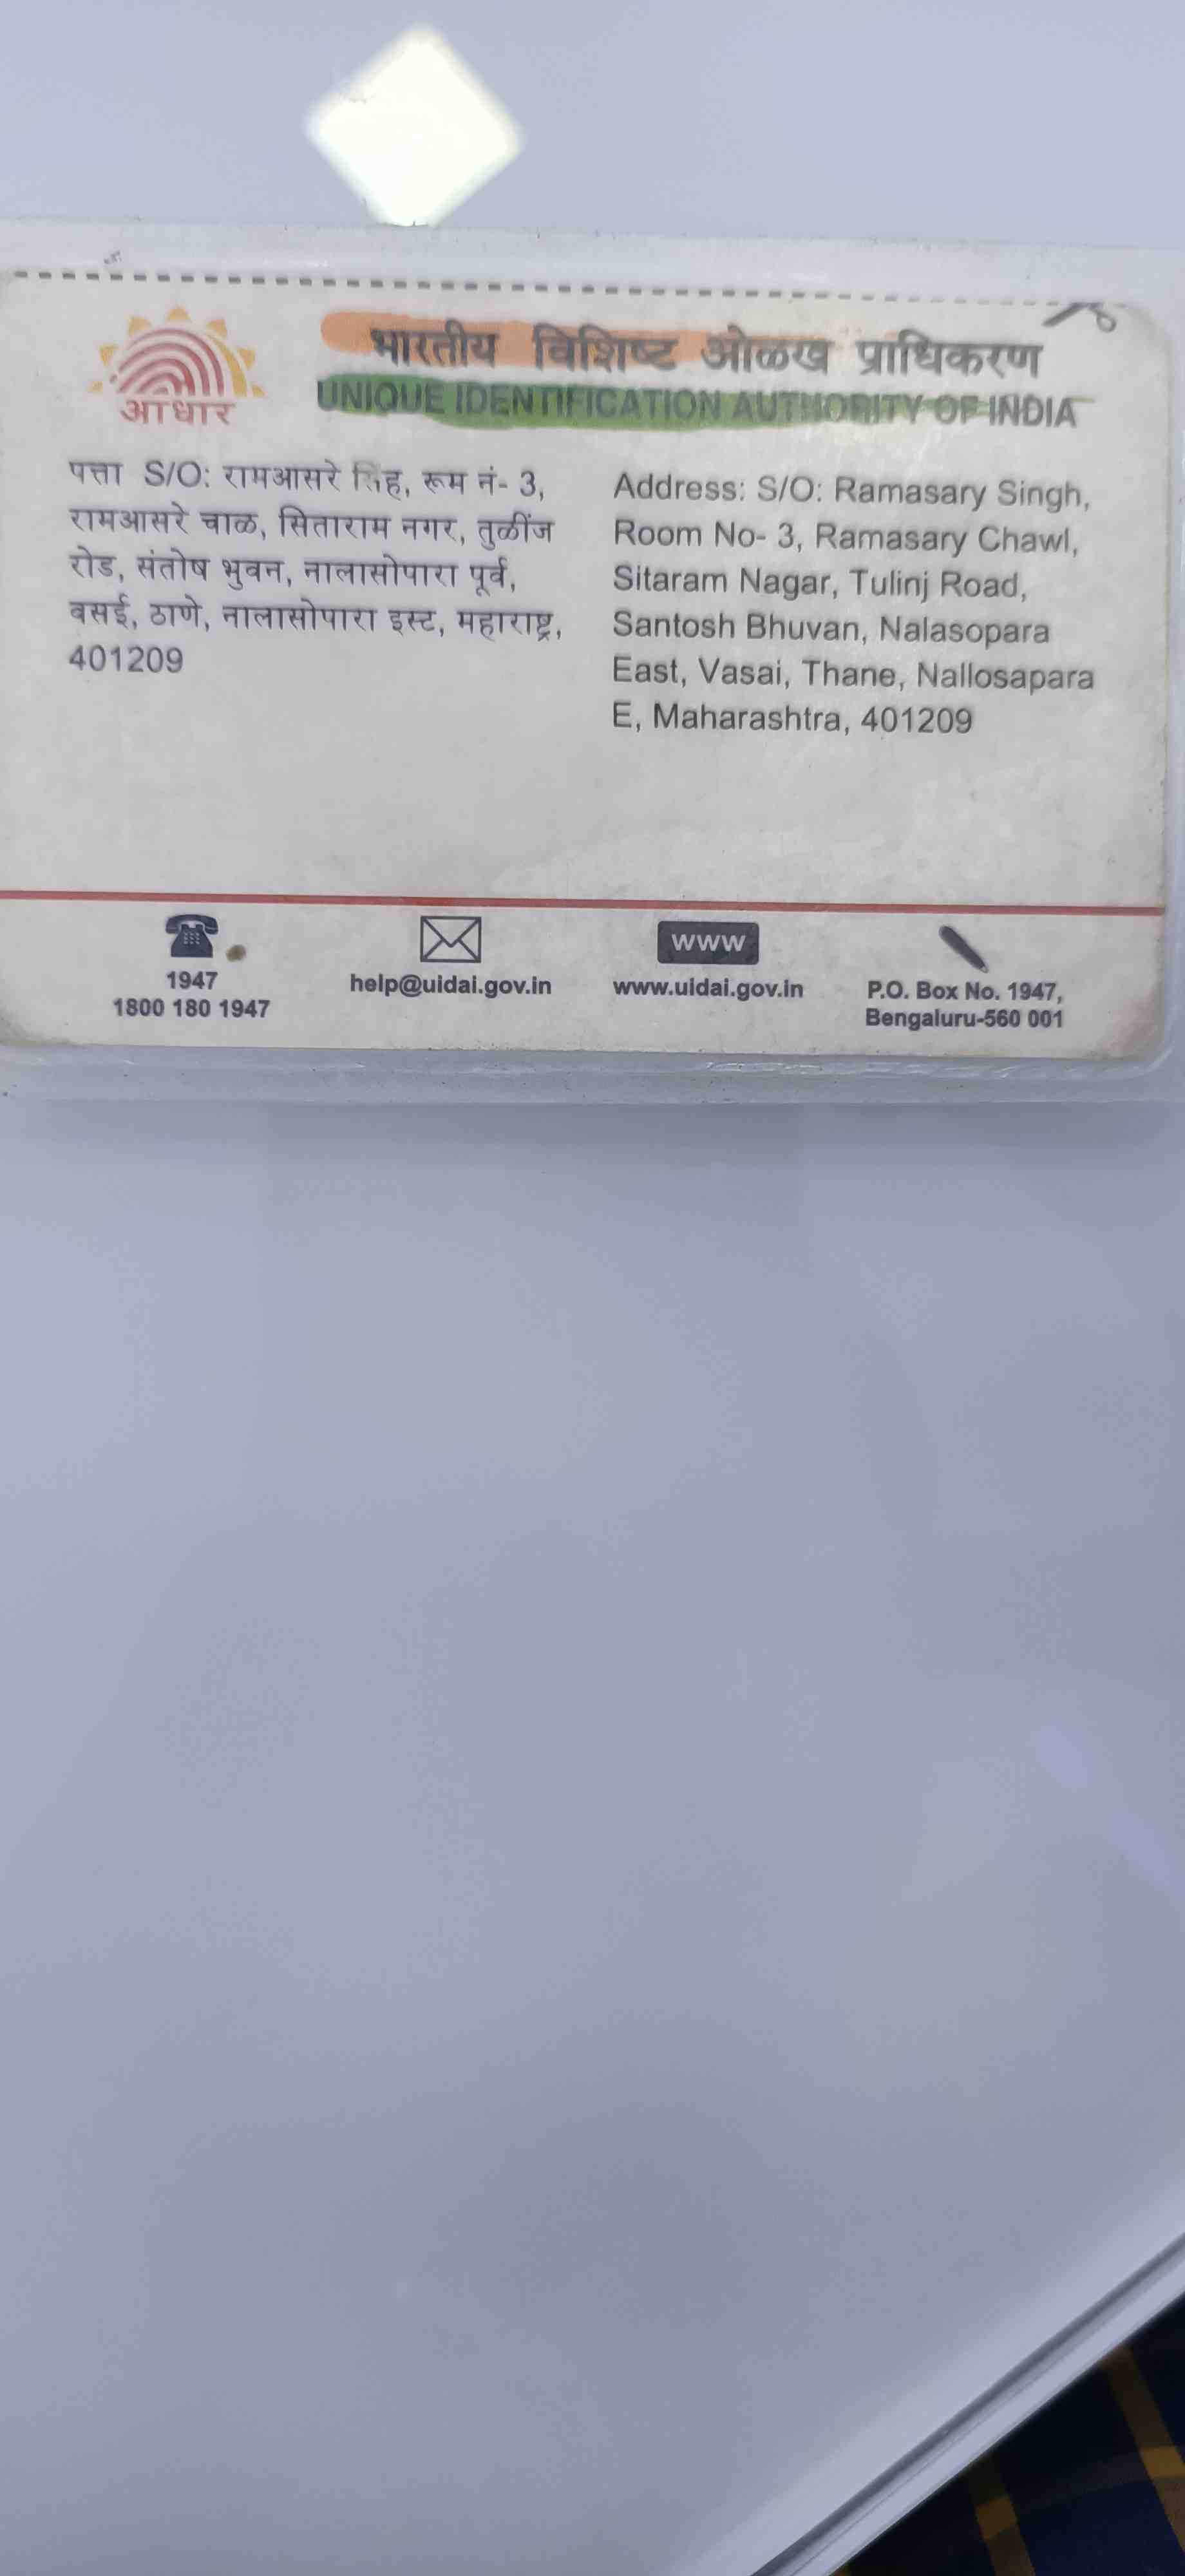 आधार
भारतीय विशिष्ट ओळख प्राधिकरण
UNIQUE IDENTIFICATION AUTHORITY OF INDIA
पत्ता S/O: रामआसरे सिंह, रूम नं- 3,
रामआसरे चाळ, सिताराम नगर, तुळींज
रोड, संतोष भुवन, नालासोपारा पूर्व,
वसई, ठाणे, नालासोपारा इस्ट, महाराष्ट्र,
401209
Address: S/O: Ramasary Singh,
Room No- 3, Ramasary Chawl,
Sitaram Nagar, Tulinj Road,
Santosh Bhuvan, Nalasopara
East, Vasai, Thane, Nallosapara
E, Maharashtra, 401209
1947
1800 180 1947
help@uidai.gov.in
www
www.uidai.gov.in
P.O. Box No. 1947,
Bengaluru-560 001